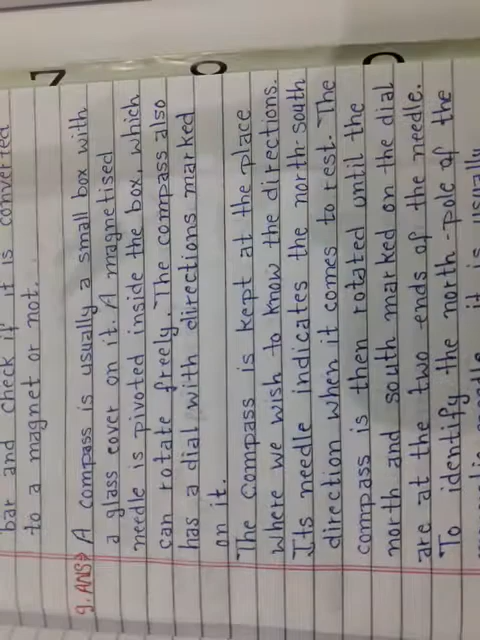 bar and check if it is converted
to a magnet or not.
9. ANS⇒ A compass is usually a small box with
a glass cover on it. A magnetised
needle is pivoted inside the box, which
can rotate freely. The compass also
has a dial with directions marked
on it.
The Compass is kept at the place
where we wish to know the directions.
Its needle indicates the north-south
direction when it comes to rest. The
compass is then rotated until the
north and south marked on the dial
are at the two ends of the needle.
To identify the north-pole of the
needle, it is usually